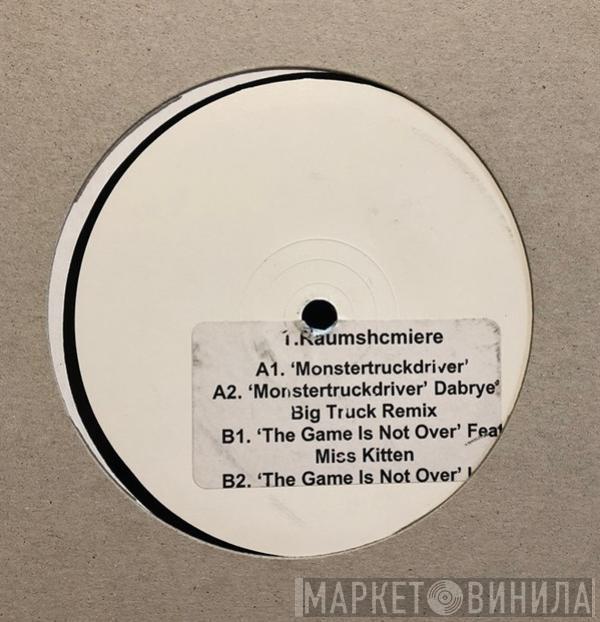 T.Raumshcmiere
A1. ‘Monstertruckdriver’
A2. ‘Monstertruckdriver’ Dabrye'
Big Truck Remix
B1. ‘The Game Is Not Over’ Feat
Miss Kitten
B2. ‘The Game Is Not Over’
МАРКЕТ ВИНИЛА